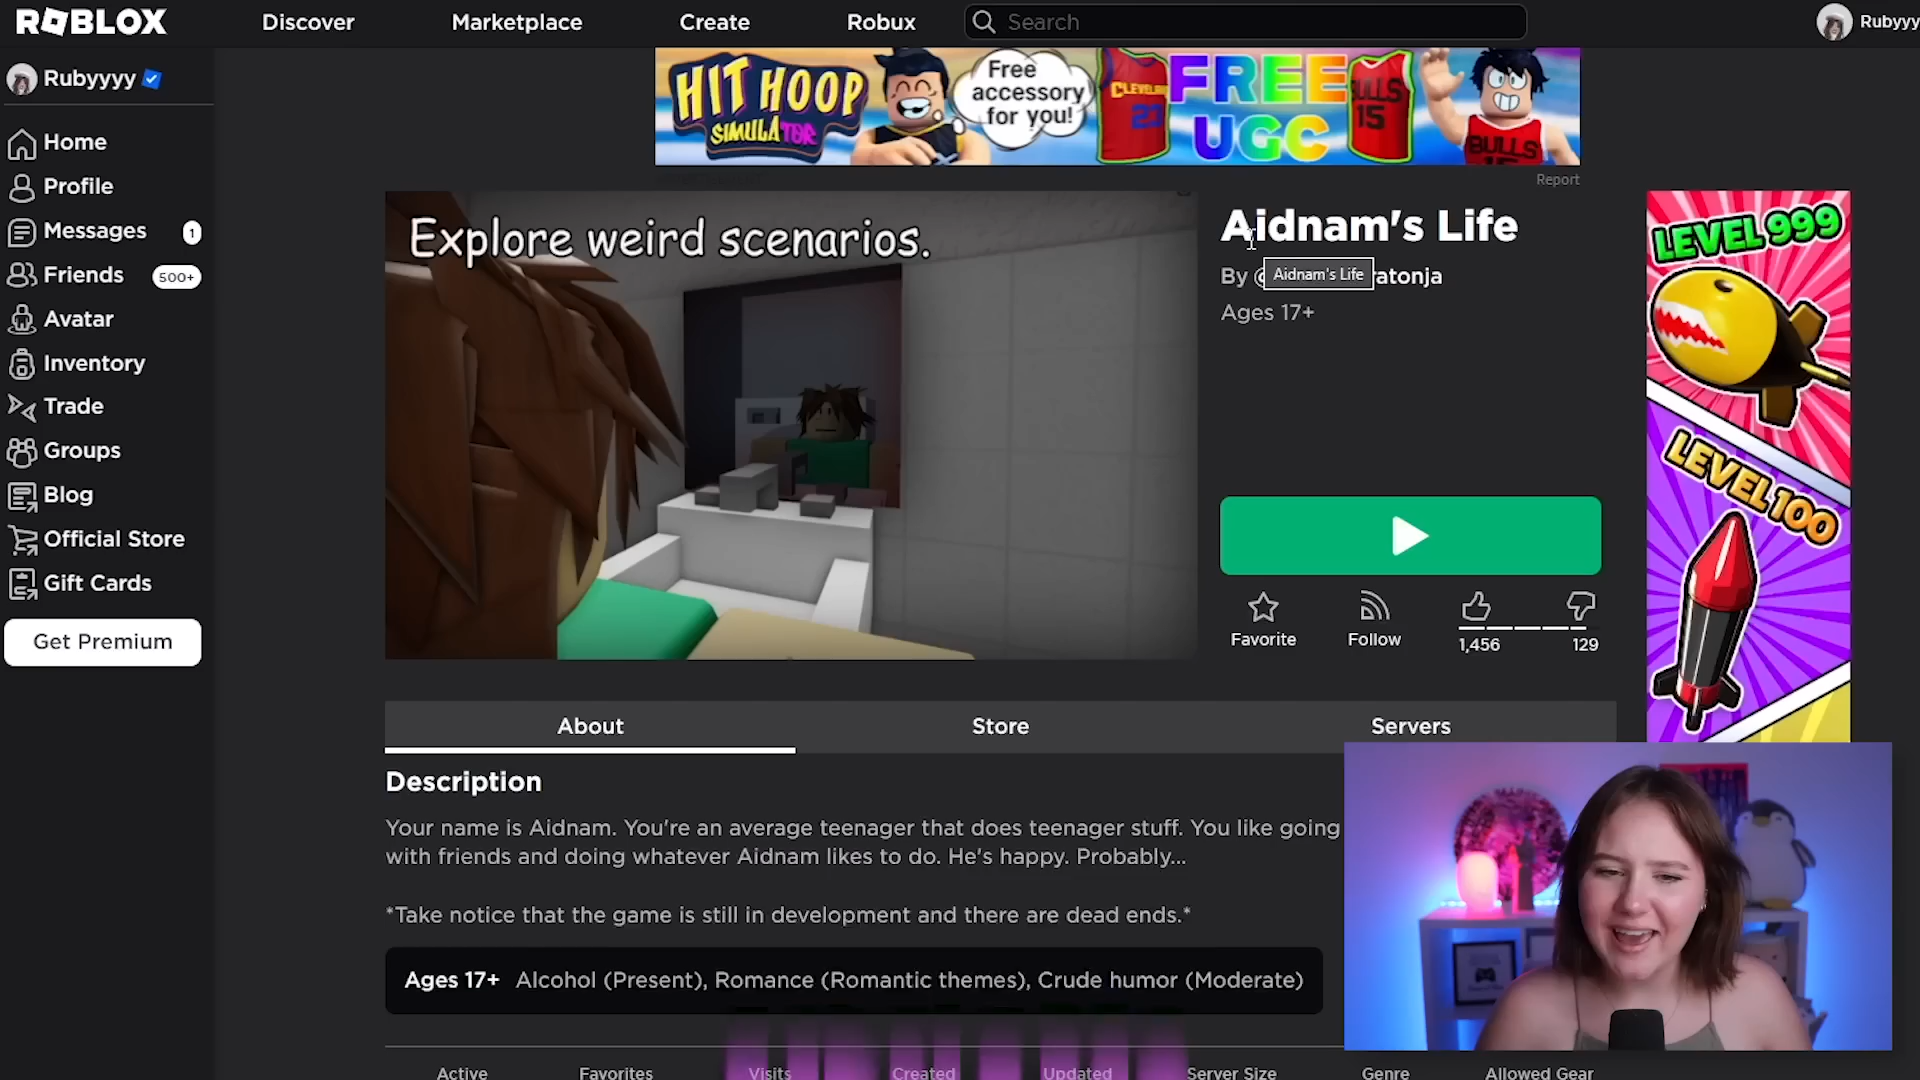 ROBLOX
Discover
Marketplace
Create
Robux
Search
Rubyyy
Rubyyyy
Home
Profile
Messages 1
Friends 500+
Avatar
Inventory
Trade
Groups
Blog
Official Store
Gift Cards
Get Premium
HIT HOOP
SIMULATOR
Free
accessory
for you!
CLEVELAND
23
FREE
UGC
BULLS
15
BULLS
Report
Explore weird scenarios.
Aidnam's Life
By
Aidnam's Life
atonja
Ages 17+
Favorite
Follow
1,456
129
LEVEL 999
LEVEL 100
About
Store
Servers
Description
Your name is Aidnam. You're an average teenager that does teenager stuff. You like going
with friends and doing whatever Aidnam likes to do. He's happy. Probably...
*Take notice that the game is still in development and there are dead ends.*
Ages 17+ Alcohol (Present), Romance (Romantic themes), Crude humor (Moderate)
Active
Favorites
Visits
Created
Updated
Server Size
Genre
Allowed Gear